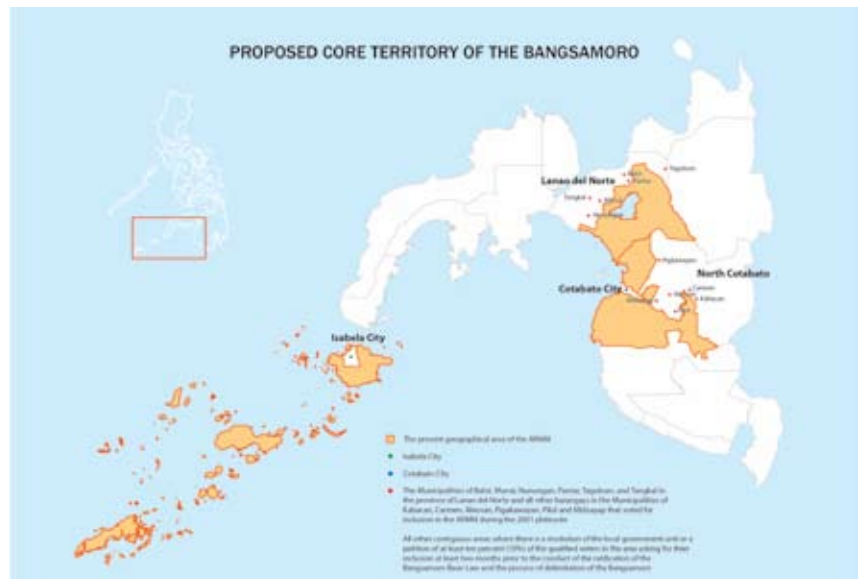 PROPOSED CORE TERRITORY OF THE BANGSAMORO
Tagoloan
Lanao del Norte
Tangkal
Pigkawayan
North Cotabato
Cotabato City
Carmen
Kabacan
Isabela City
The present geographical area of the ARMM
Isabela City
Cotabato City
The Municipalities of Baloi, Munai, Nunungan, Pantar, Tagoloan, and Tangkal in
the province of Lanao del Norte and all other barangays in the Municipalities of
Kabacan, Carmen, Aleosan, Pigkawayan, Pikit and Midsayap that voted for
inclusion in the ARMM during the 2001 plebiscite
All other contiguous areas where there is a resolution of the local government unit or a
petition of at least ten percent (10%) of the qualified voters in the area asking for their
inclusion at least two months prior to the conduct of the ratification of the
Bangsamoro Basic Law and the process of delimitation of the Bangsamoro